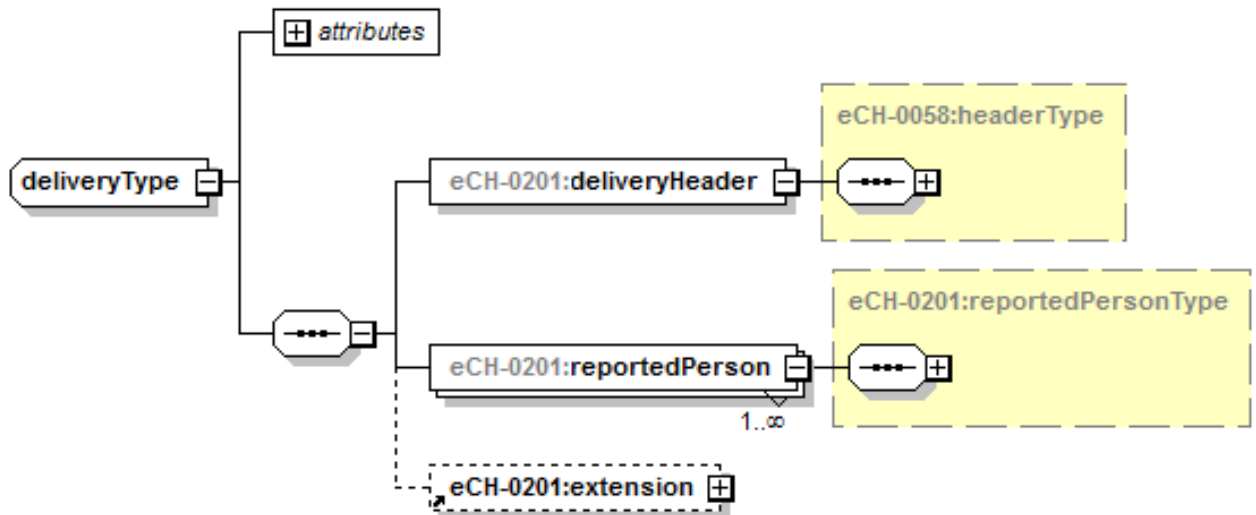 attributes
eCH-0058:headerType
deliveryType
eCH-0201:deliveryHeader
eCH-0201:reportedPersonType
eCH-0201:reportedPerson
1..∞
eCH-0201:extension